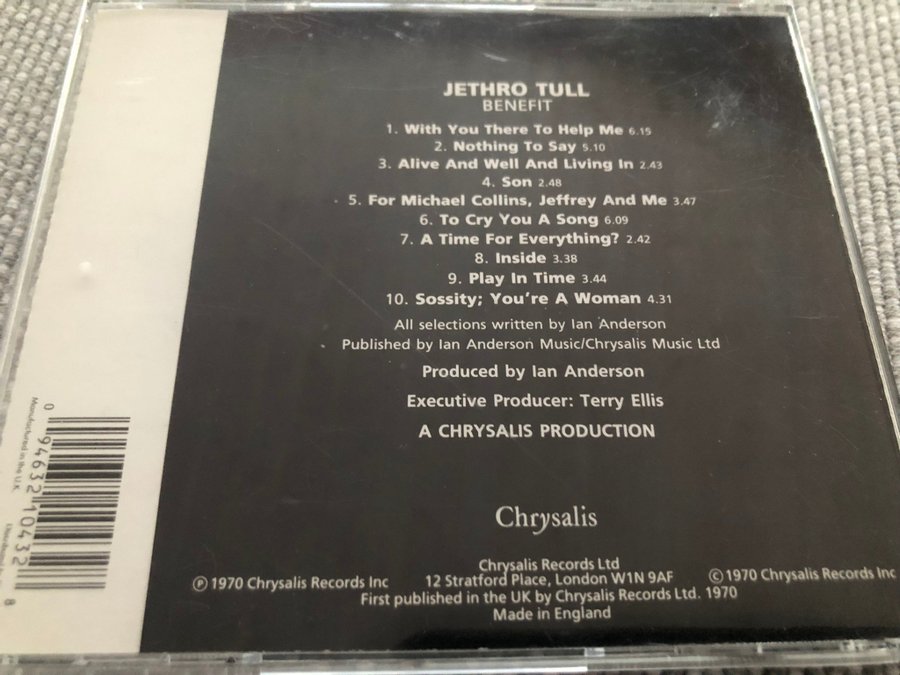 JETHRO TULL
BENEFIT
1. With You There To Help Me 6.15
2. Nothing To Say 5.10
3. Alive And Well And Living In 2.43
4. Son 2.48
5. For Michael Collins, Jeffrey And Me 3.47
6. To Cry You A Song 6.09
7. A Time For Everything? 2.42
8. Inside 3.38
9. Play In Time 3.44
10. Sossity; You're A Woman 4.31
All selections written by Ian Anderson
Published by Ian Anderson Music/Chrysalis Music Ltd
Produced by Ian Anderson
Executive Producer: Terry Ellis
A CHRYSALIS PRODUCTION
Chrysalis
Chrysalis Records Ltd
℗ 1970 Chrysalis Records Inc 12 Stratford Place, London W1N 9AF © 1970 Chrysalis Records Inc
First published in the UK by Chrysalis Records Ltd. 1970
Made in England
0 94632 10432 8
Manufactured in the U.K.